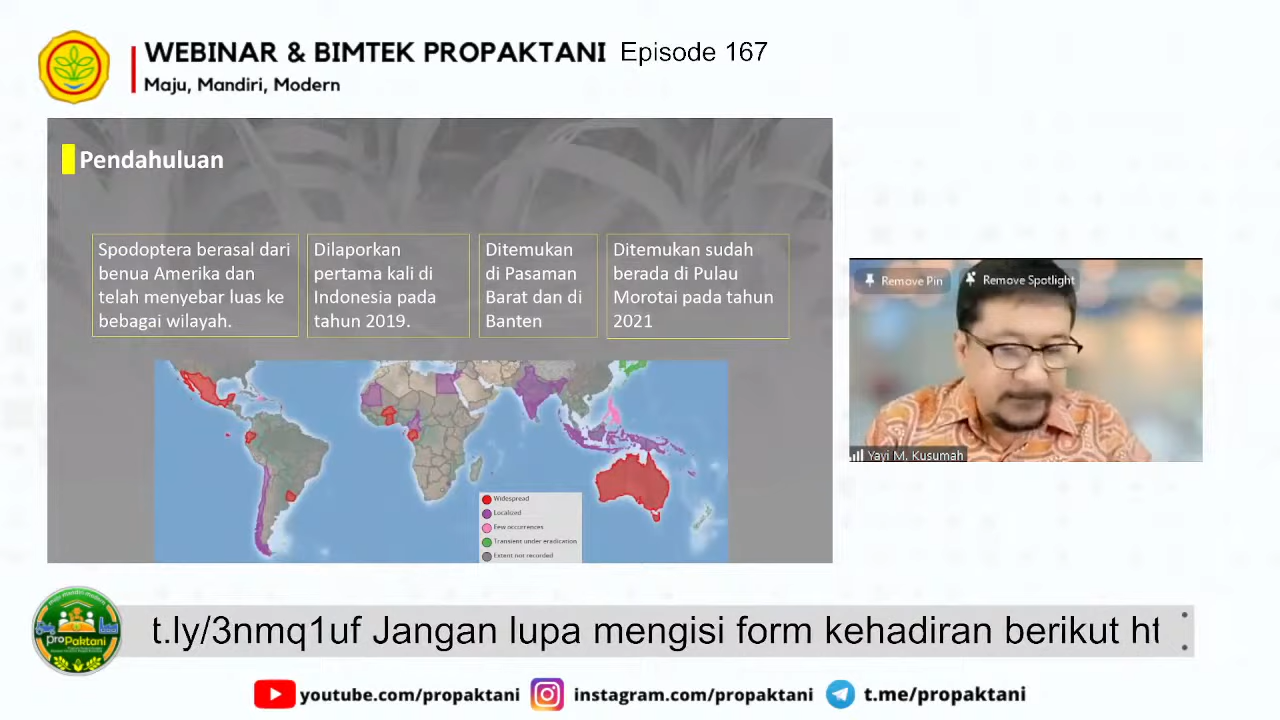 WEBINAR & BIMTEK PROPAKTANI Episode 167
Maju, Mandiri, Modern
Pendahuluan
Spodoptera berasal dari
benua Amerika dan
telah menyebar luas ke
bebagai wilayah.
Dilaporkan
pertama kali di
Indonesia pada
tahun 2019.
Ditemukan
di Pasaman
Barat dan di
Banten
Ditemukan sudah
berada di Pulau
Morotai pada tahun
2021
Widespread
Localized
Few occurrences
Transient under eradication
Extent not recorded
Remove Pin
Remove Spotlight
Yayi M. Kusumah
proPaktani
t.ly/3nmq1uf Jangan lupa mengisi form kehadiran berikut ht
youtube.com/propaktani
instagram.com/propaktani
t.me/propaktani